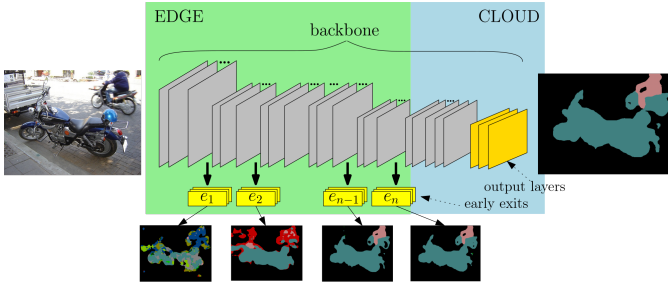 EDGE
CLOUD
backbone
e1
e2
en−1
en
output layers
early exits